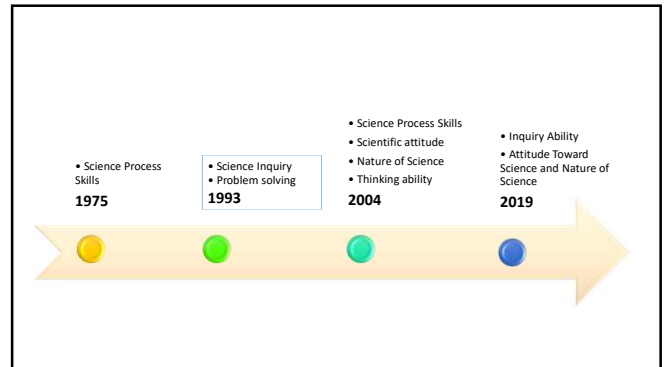 • Science Process
Skills
1975
• Science Inquiry
• Problem solving
1993
• Science Process Skills
• Scientific attitude
• Nature of Science
• Thinking ability
2004
• Inquiry Ability
• Attitude Toward
Science and Nature of
Science
2019